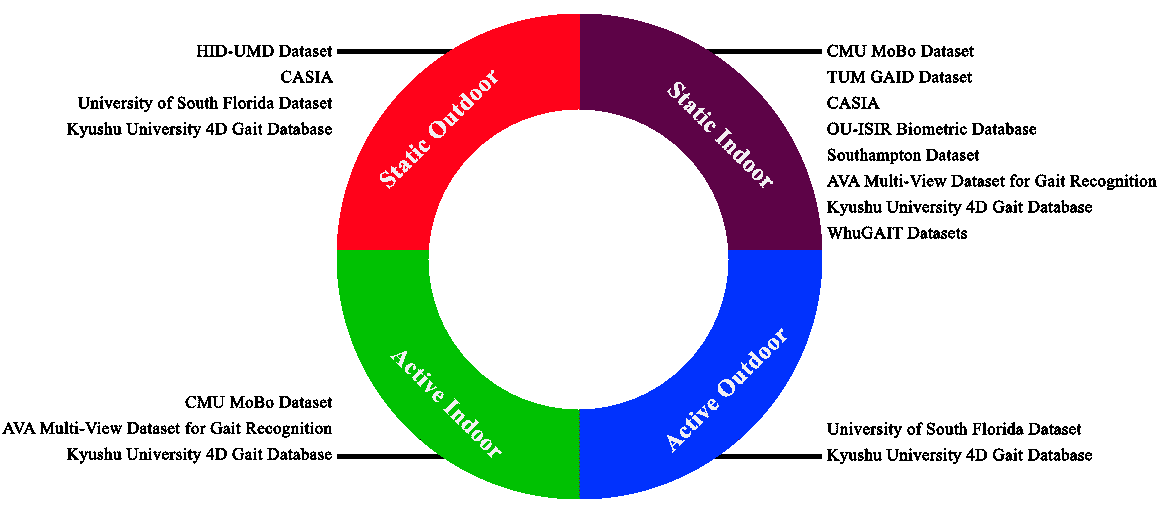 HID-UMD Dataset
CASIA
University of South Florida Dataset
Kyushu University 4D Gait Database
Static Outdoor
Static Indoor
CMU MoBo Dataset
TUM GAID Dataset
CASIA
OU-ISIR Biometric Database
Southampton Dataset
AVA Multi-View Dataset for Gait Recognition
Kyushu University 4D Gait Database
WhuGAIT Datasets
CMU MoBo Dataset
AVA Multi-View Dataset for Gait Recognition
Kyushu University 4D Gait Database
Active Indoor
Active Outdoor
University of South Florida Dataset
Kyushu University 4D Gait Database